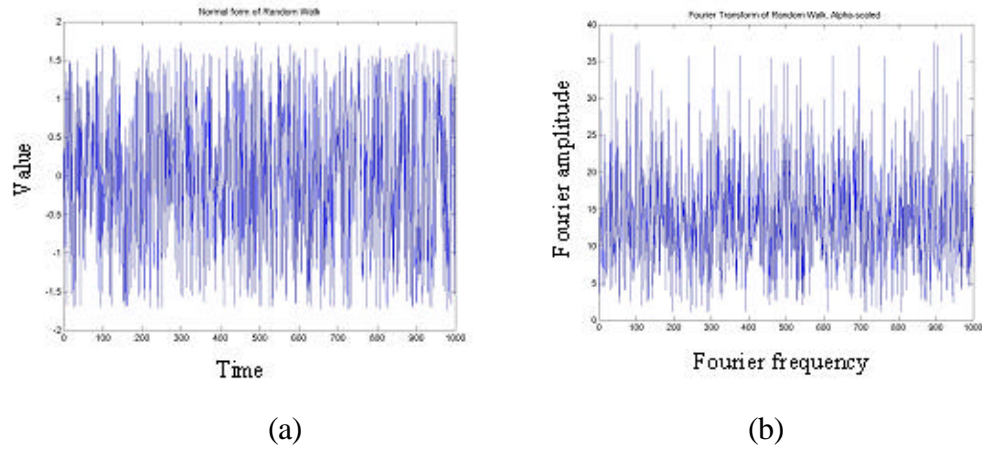 Normal form of Random Walk
2
1.5
1
0.5
0
-0.5
-1
-1.5
-2
0 100 200 300 400 500 600 700 800 900 1000
Value
Time
(a)
Fourier Transform of Random Walk, Alpha-scaled
40
35
30
25
20
15
10
5
0
0 100 200 300 400 500 600 700 800 900 1000
Fourier amplitude
Fourier frequency
(b)